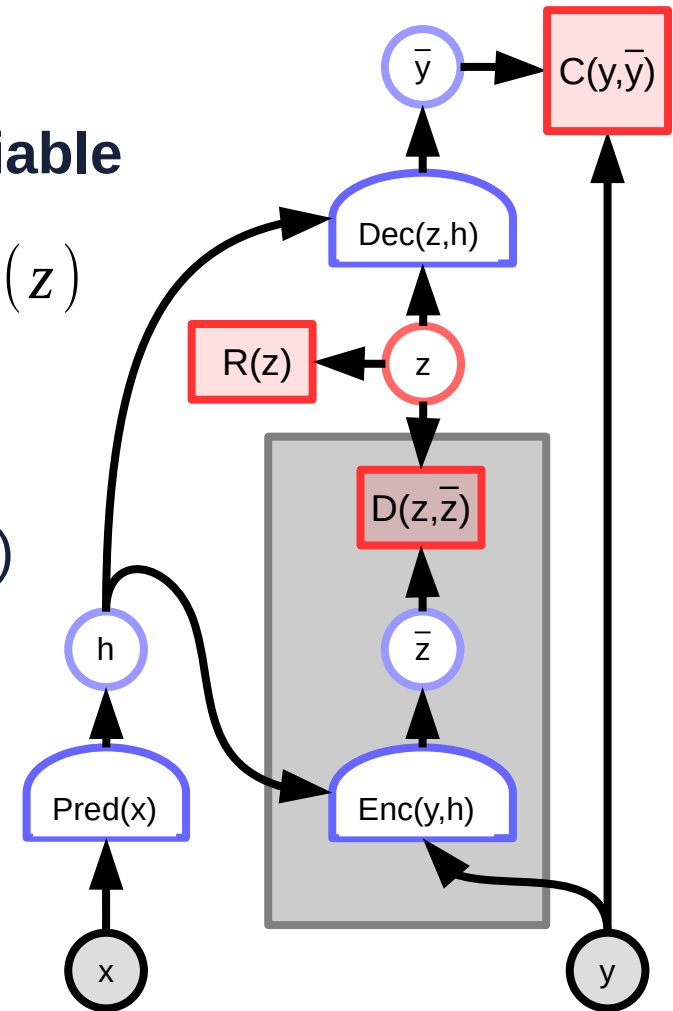 y̅
C(y,y̅)
iable
Dec(z,h)
(z)
R(z)
z
D(z,z̅)
)
h
z̅
Pred(x)
Enc(y,h)
x
y